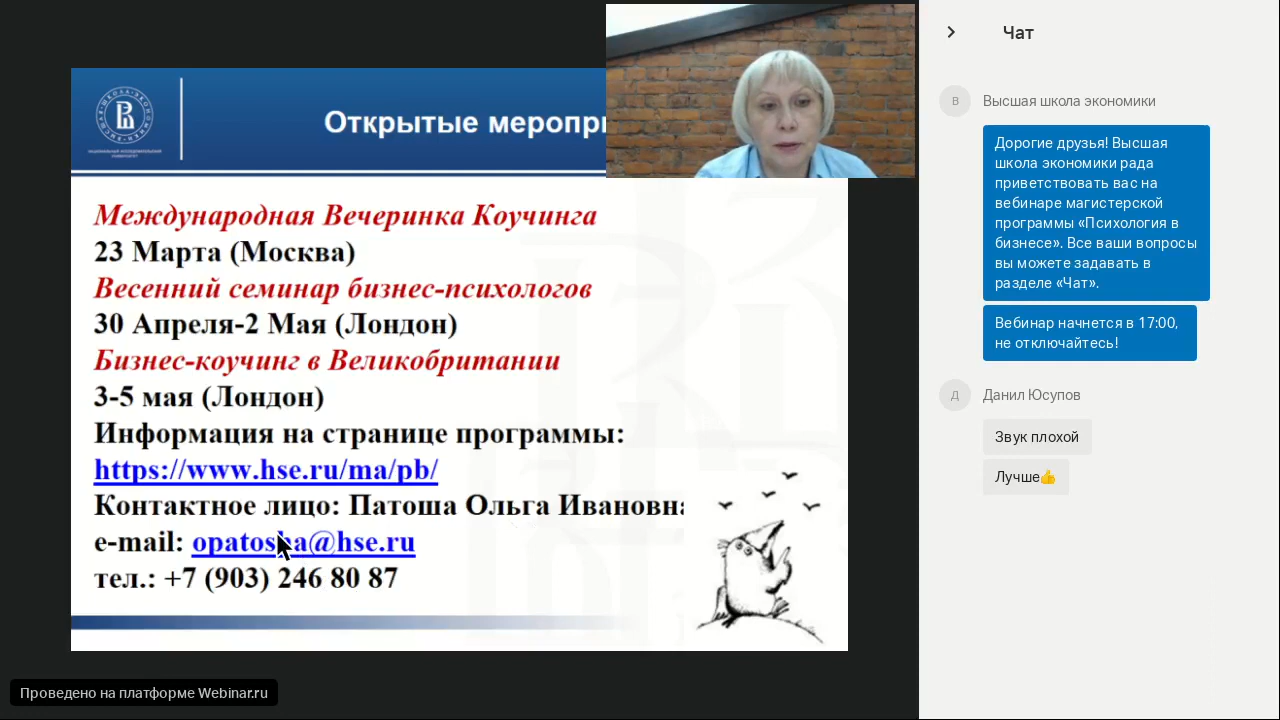 Открытые меропр
Международная Вечеринка Коучинга
23 Марта (Москва)
Весенний семинар бизнес-психологов
30 Апреля-2 Мая (Лондон)
Бизнес-коучинг в Великобритании
3-5 мая (Лондон)
Информация на странице программы:
https://www.hse.ru/ma/pb/
Контактное лицо: Патоша Ольга Ивановна
e-mail: opatosha@hse.ru
тел.: +7 (903) 246 80 87
Проведено на платформе Webinar.ru
Чат
В
Высшая школа экономики
Дорогие друзья! Высшая
школа экономики рада
приветствовать вас на
вебинаре магистерской
программы «Психология в
бизнесе». Все ваши вопросы
вы можете задавать в
разделе «Чат».
Вебинар начнется в 17:00,
не отключайтесь!
Д
Данил Юсупов
Звук плохой
Лучше👍